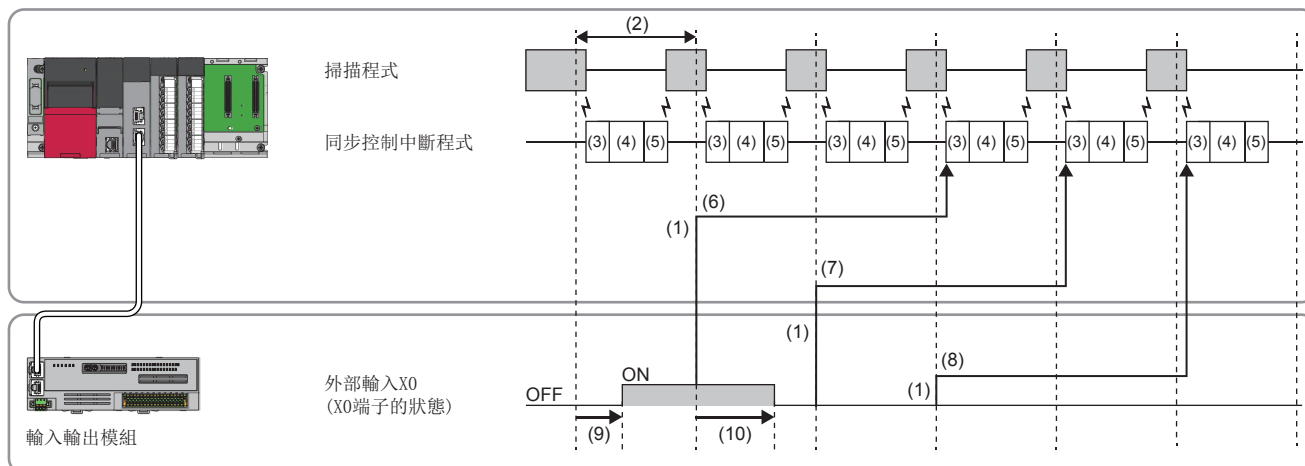 (2)
掃描程式
同步控制中斷程式
(3) (4) (5) (3) (4) (5) (3) (4) (5) (3) (4) (5) (3) (4) (5) (3) (4) (5)
(6)
(1)
(7)
(1)
(8)
(1)
外部輸入X0
(X0端子的狀態)
OFF
ON
(9)
(10)
輸入輸出模組